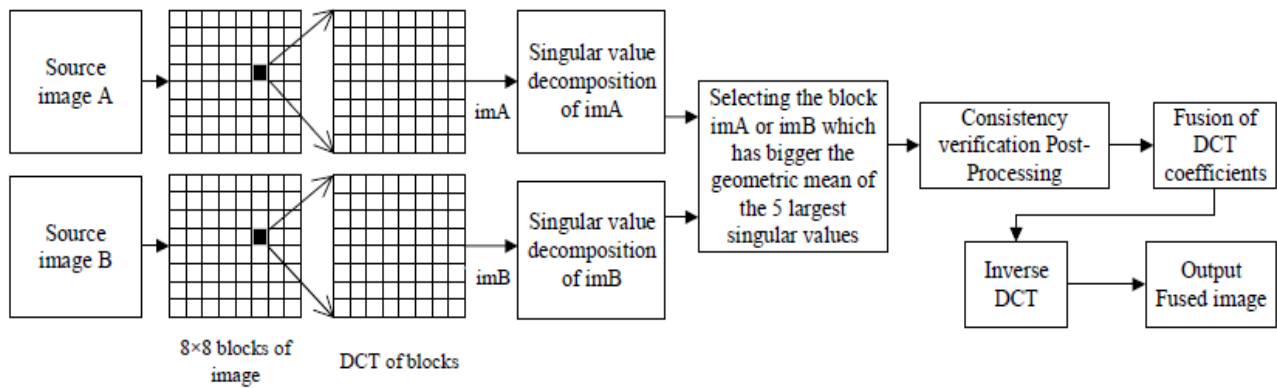 Source
image A
imA
Singular value
decomposition
of imA
Source
image B
imB
Singular value
decomposition
of imB
8×8 blocks of
image
DCT of blocks
Selecting the block
imA or imB which
has bigger the
geometric mean of
the 5 largest
singular values
Consistency
verification Post-
Processing
Fusion of
DCT
coefficients
Inverse
DCT
Output
Fused image